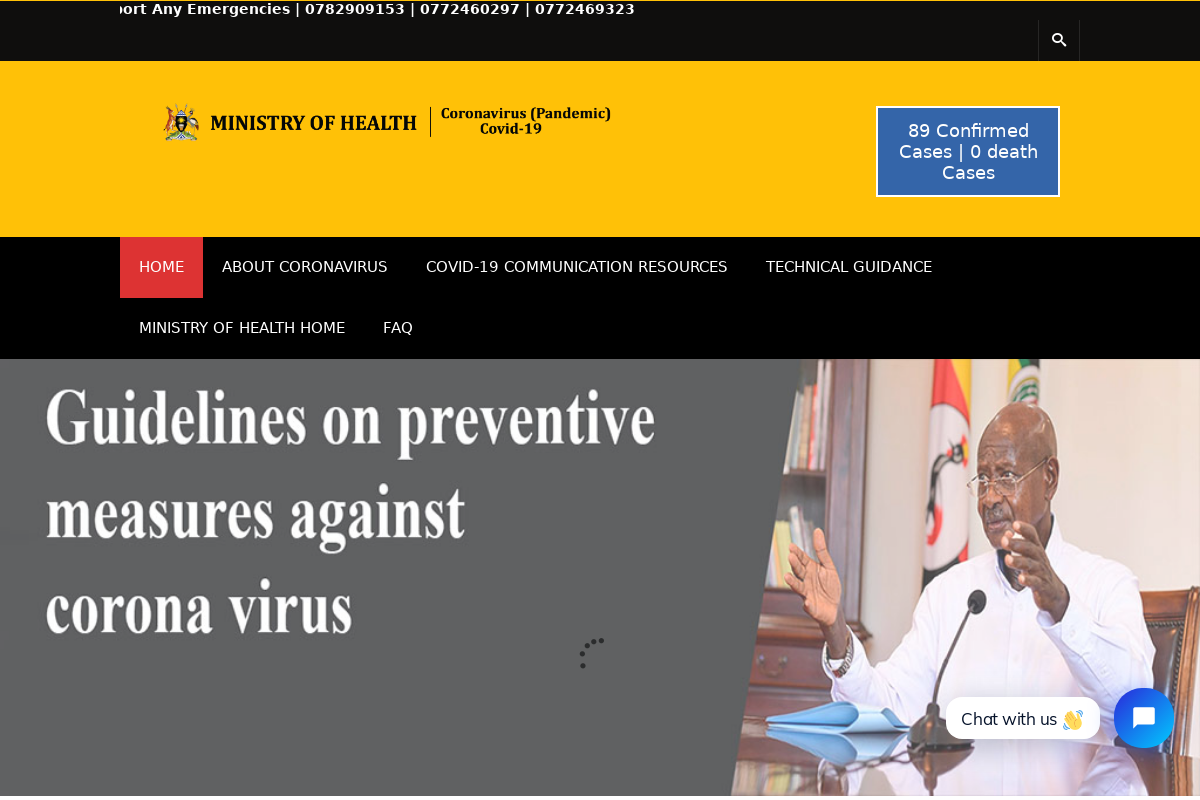 ort Any Emergencies | 0782909153 | 0772460297 | 0772469323
MINISTRY OF HEALTH
Coronavirus (Pandemic)
Covid-19
89 Confirmed
Cases | 0 death
Cases
HOME
ABOUT CORONAVIRUS
COVID-19 COMMUNICATION RESOURCES
TECHNICAL GUIDANCE
MINISTRY OF HEALTH HOME
FAQ
Guidelines on preventive
measures against
corona virus
Chat with us 👋